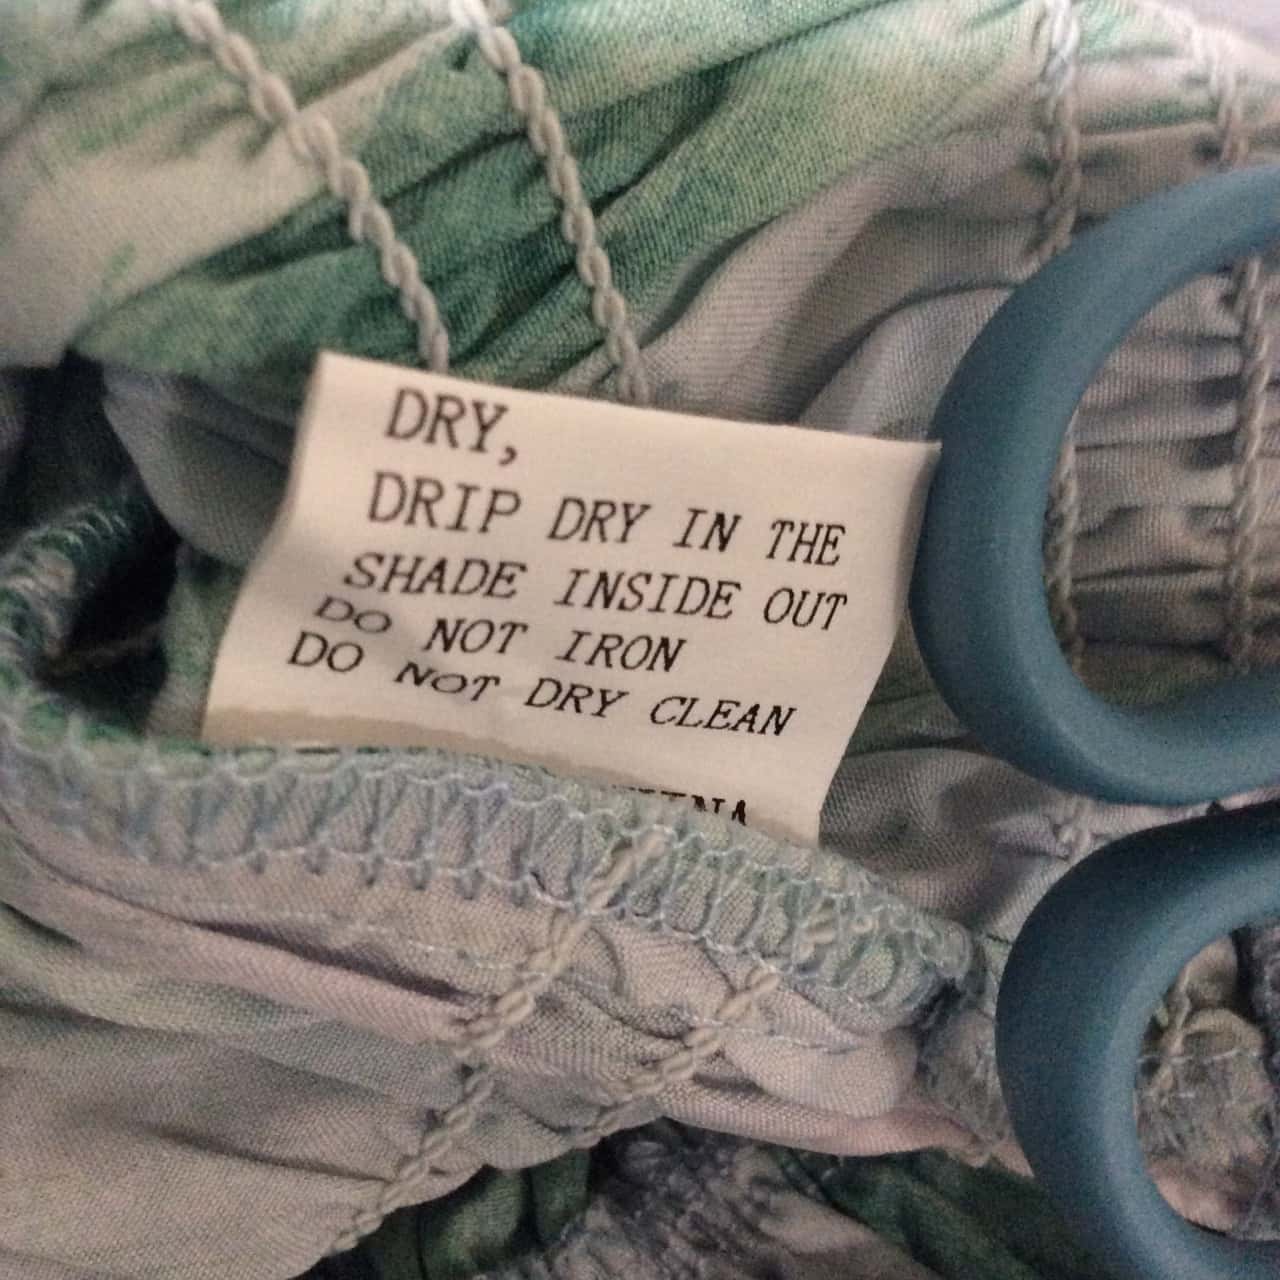 DRY,
DRIP DRY IN THE
SHADE INSIDE OUT
DO NOT IRON
DO NOT DRY CLEAN